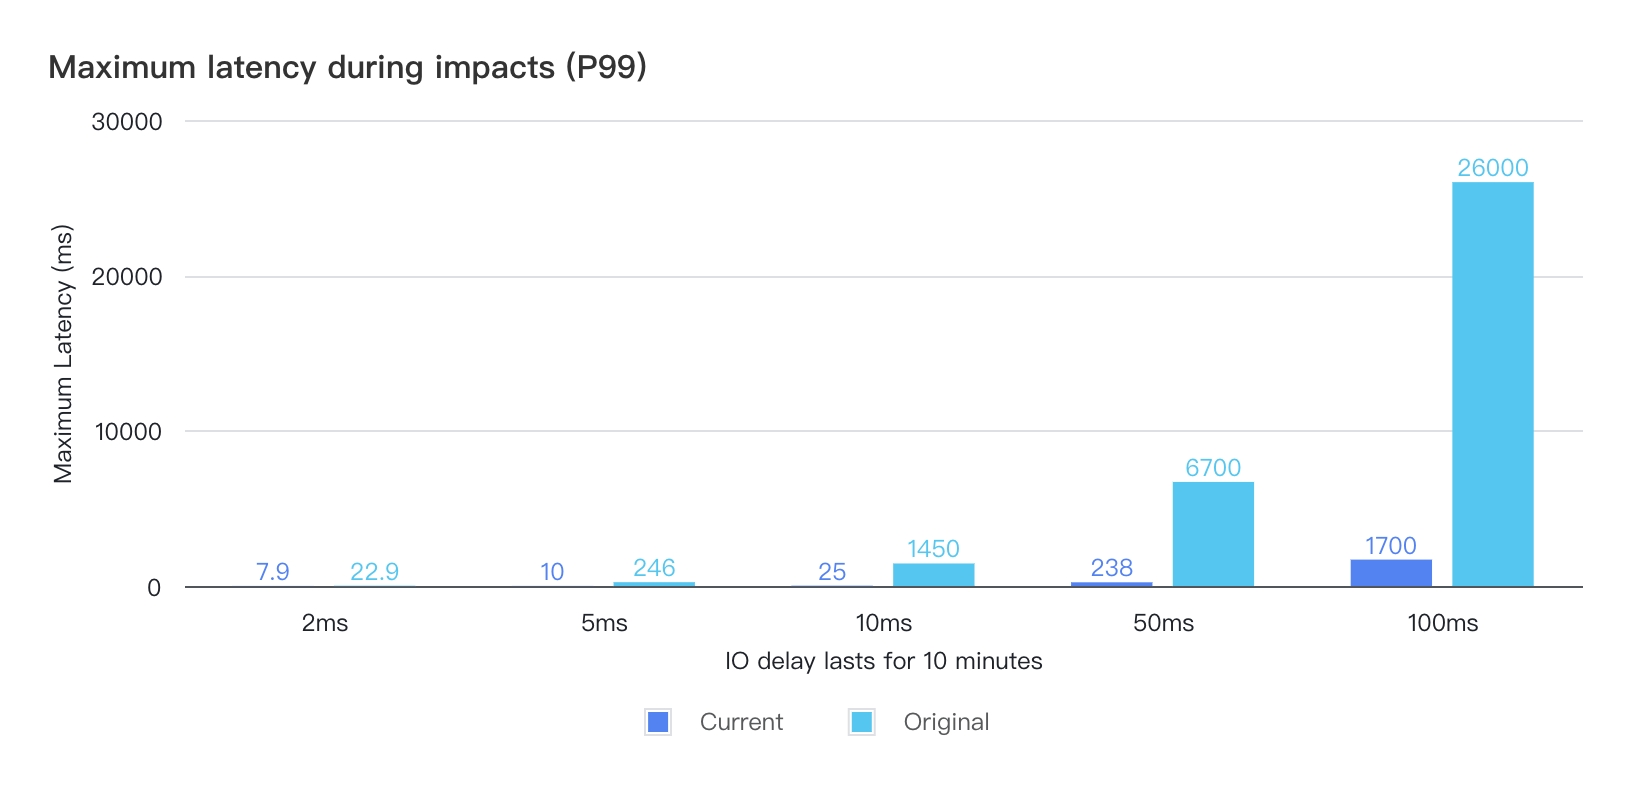 Maximum latency during impacts (P99)
Maximum Latency (ms)
30000
20000
10000
0
7.9
22.9
10
246
25
1450
238
6700
1700
26000
2ms
5ms
10ms
50ms
100ms
IO delay lasts for 10 minutes
Current
Original